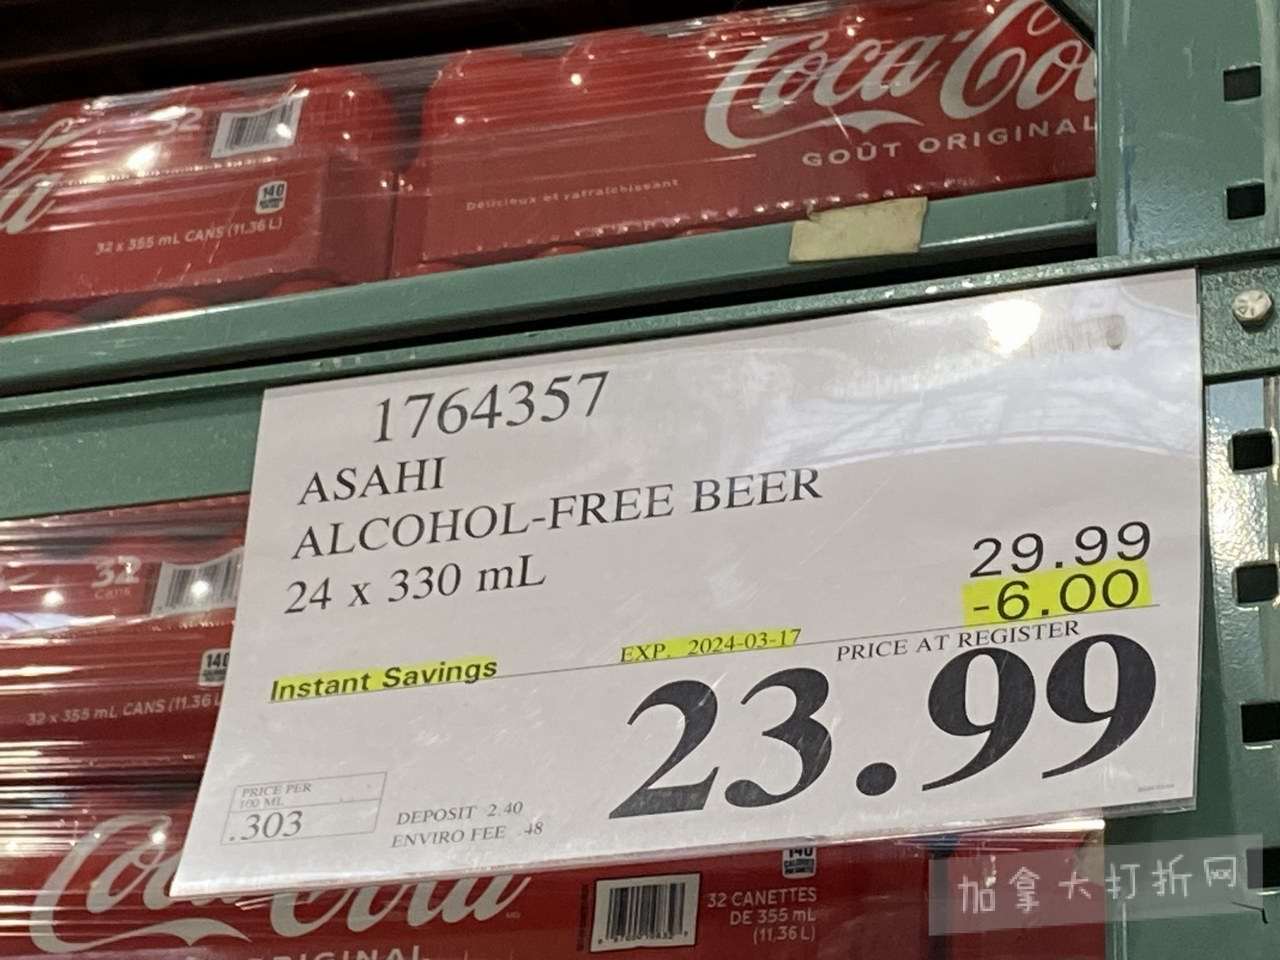 Coca-Co
GOÛT ORIGINAL
Délicieux et rafraîchissant
32
140
32 x 355 mL CANS (11,36 L)
1764357
ASAHI
ALCOHOL-FREE BEER
24 x 330 mL
29.99
-6.00
EXP. 2024-03-17
PRICE AT REGISTER
Instant Savings
23.99
PRICE PER
100 ML
.303
DEPOSIT 2.40
ENVIRO FEE .48
32
CANS
140
32 x 355 mL CANS (11.36 L
Coca-Cola
ORIGINAL
140
32 CANETTES
DE 355 mL
(11,36 L)
加拿大打折网